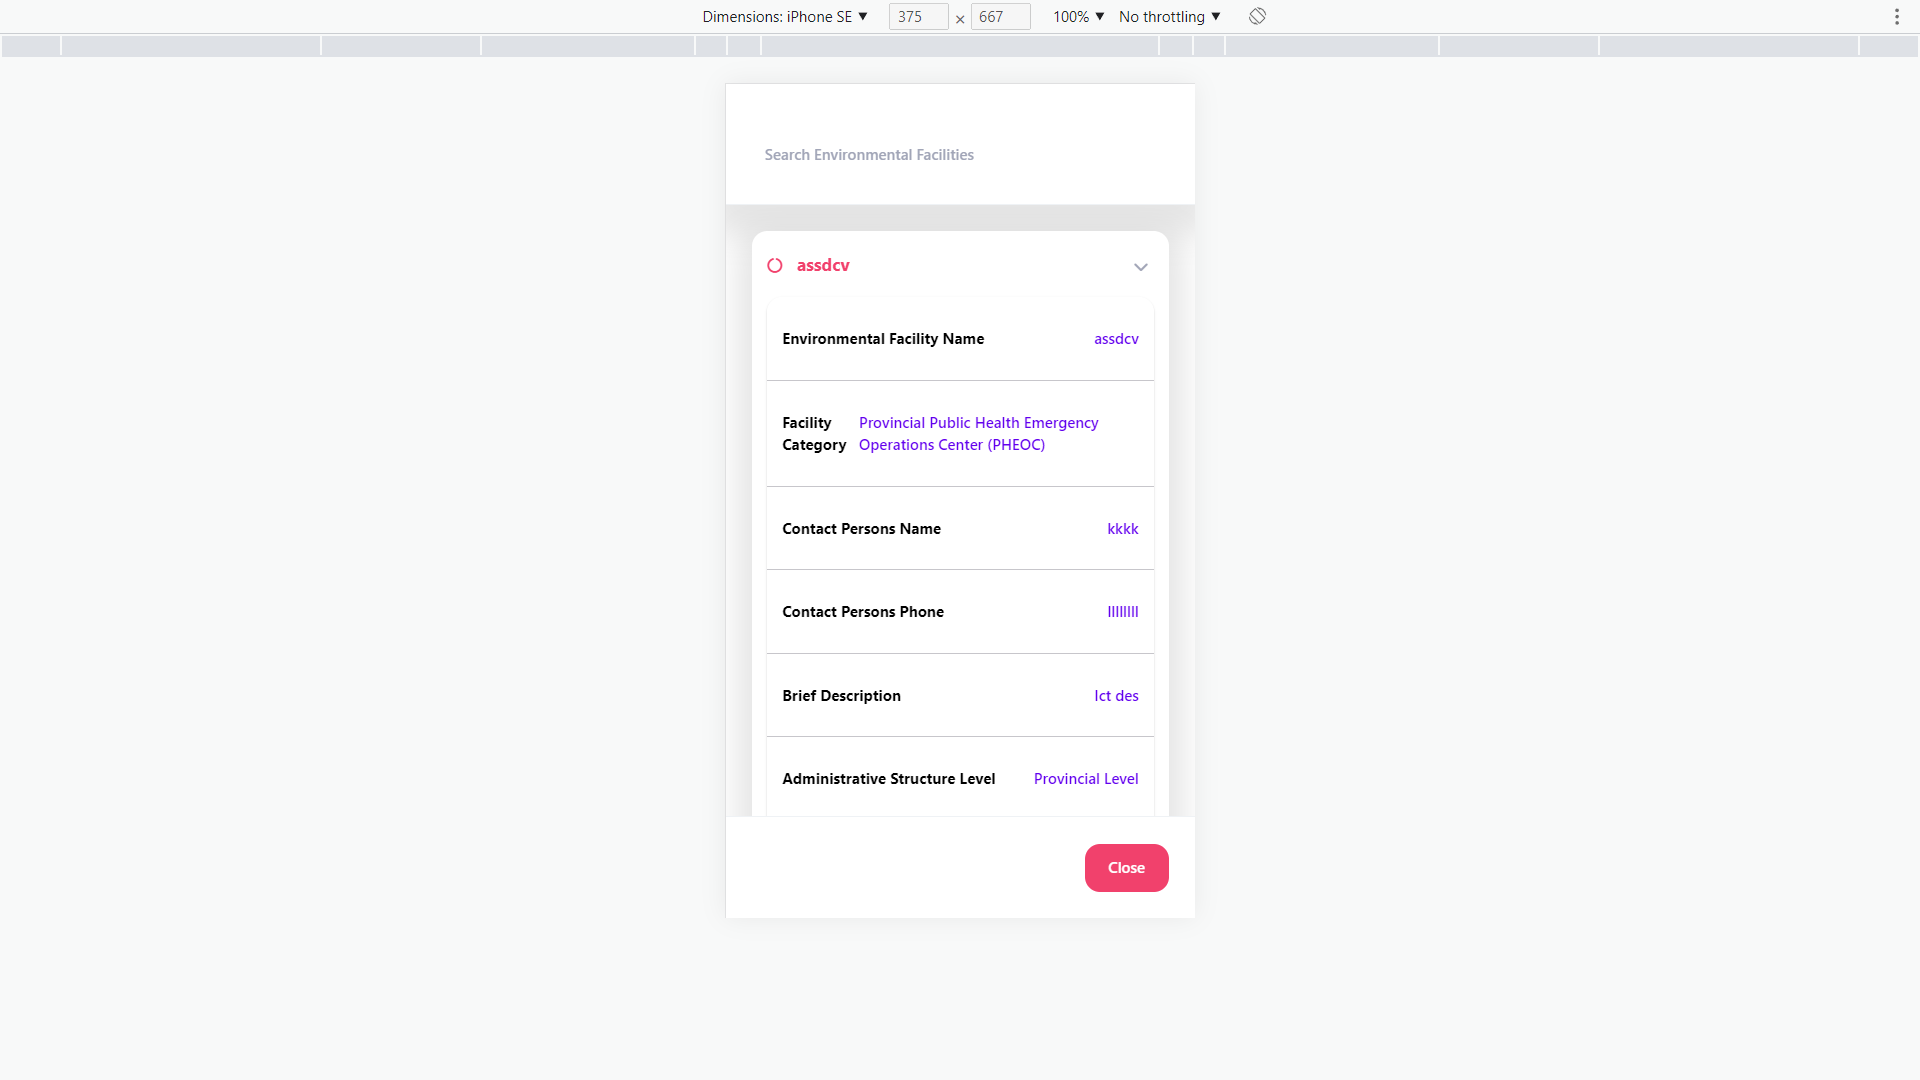 Dimensions: iPhone SE ▼ 375 × 667 100% ▼ No throttling ▼
Search Environmental Facilities
assdcv
Environmental Facility Name assdcv
Facility Category Provincial Public Health Emergency
Operations Center (PHEOC)
Contact Persons Name kkkk
Contact Persons Phone llllllll
Brief Description Ict des
Administrative Structure Level Provincial Level
Close